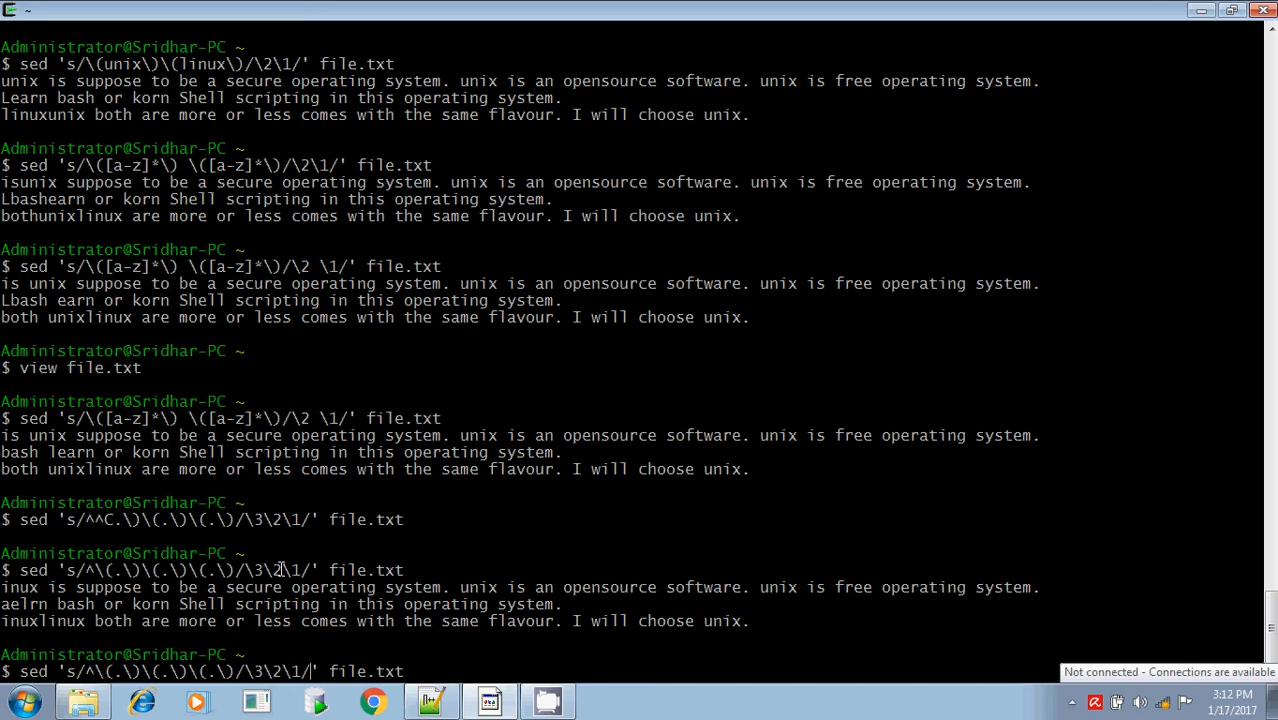 ~
Administrator@Sridhar-PC ~
$ sed 's/\(unix\)\(linux\)/\2\1/' file.txt
unix is suppose to be a secure operating system. unix is an opensource software. unix is free operating system.
Learn bash or korn Shell scripting in this operating system.
linuxunix both are more or less comes with the same flavour. I will choose unix.
Administrator@Sridhar-PC ~
$ sed 's/\([a-z]*\) \([a-z]*\)/\2\1/' file.txt
isunix suppose to be a secure operating system. unix is an opensource software. unix is free operating system.
Lbashearn or korn Shell scripting in this operating system.
bothunixlinux are more or less comes with the same flavour. I will choose unix.
Administrator@Sridhar-PC ~
$ sed 's/\([a-z]*\) \([a-z]*\)/\2 \1/' file.txt
is unix suppose to be a secure operating system. unix is an opensource software. unix is free operating system.
Lbash earn or korn Shell scripting in this operating system.
both unixlinux are more or less comes with the same flavour. I will choose unix.
Administrator@Sridhar-PC ~
$ view file.txt
Administrator@Sridhar-PC ~
$ sed 's/\([a-z]*\) \([a-z]*\)/\2 \1/' file.txt
is unix suppose to be a secure operating system. unix is an opensource software. unix is free operating system.
bash learn or korn Shell scripting in this operating system.
both unixlinux are more or less comes with the same flavour. I will choose unix.
Administrator@Sridhar-PC ~
$ sed 's/^^C.\)\(.\)\(.\)/\3\2\1/' file.txt
Administrator@Sridhar-PC ~
$ sed 's/^\(.\)\(.\)\(.\)/\3\2\1/' file.txt
inux is suppose to be a secure operating system. unix is an opensource software. unix is free operating system.
aelrn bash or korn Shell scripting in this operating system.
inuxlinux both are more or less comes with the same flavour. I will choose unix.
Administrator@Sridhar-PC ~
$ sed 's/^\(.\)\(.\)\(.\)/\3\2\1/' file.txt
Not connected - Connections are available
3:12 PM
1/17/2017